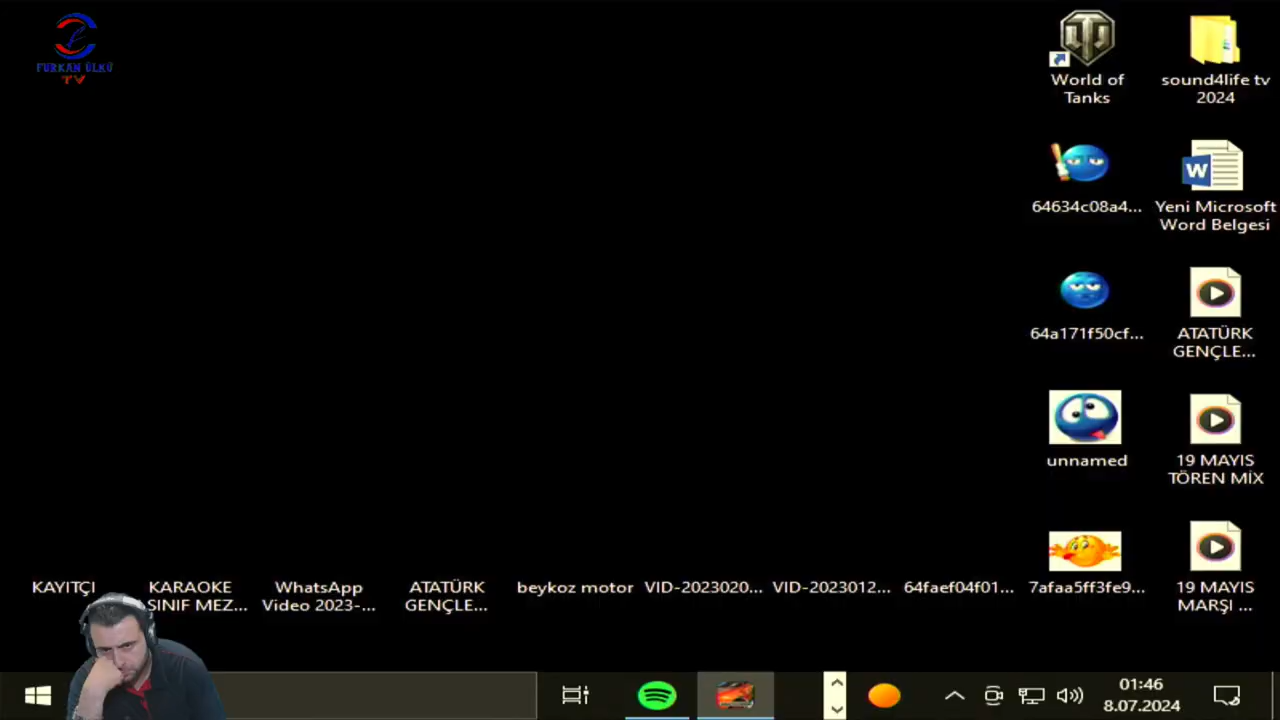 FURKAN ÜLKÜ
TV
World of
Tanks
sound4life tv
2024
64634c08a4...
Yeni Microsoft
Word Belgesi
64a171f50cf...
ATATÜRK
GENÇLE...
unnamed
19 MAYIS
TÖREN MİX
KAYITÇI
KARAOKE
SINIF MEZ...
WhatsApp
Video 2023-...
ATATÜRK
GENÇLE...
beykoz motor
VID-2023020...
VID-2023012...
64faef04f01...
7afaa5ff3fe9...
19 MAYIS
MARŞI ...
01:46
8.07.2024